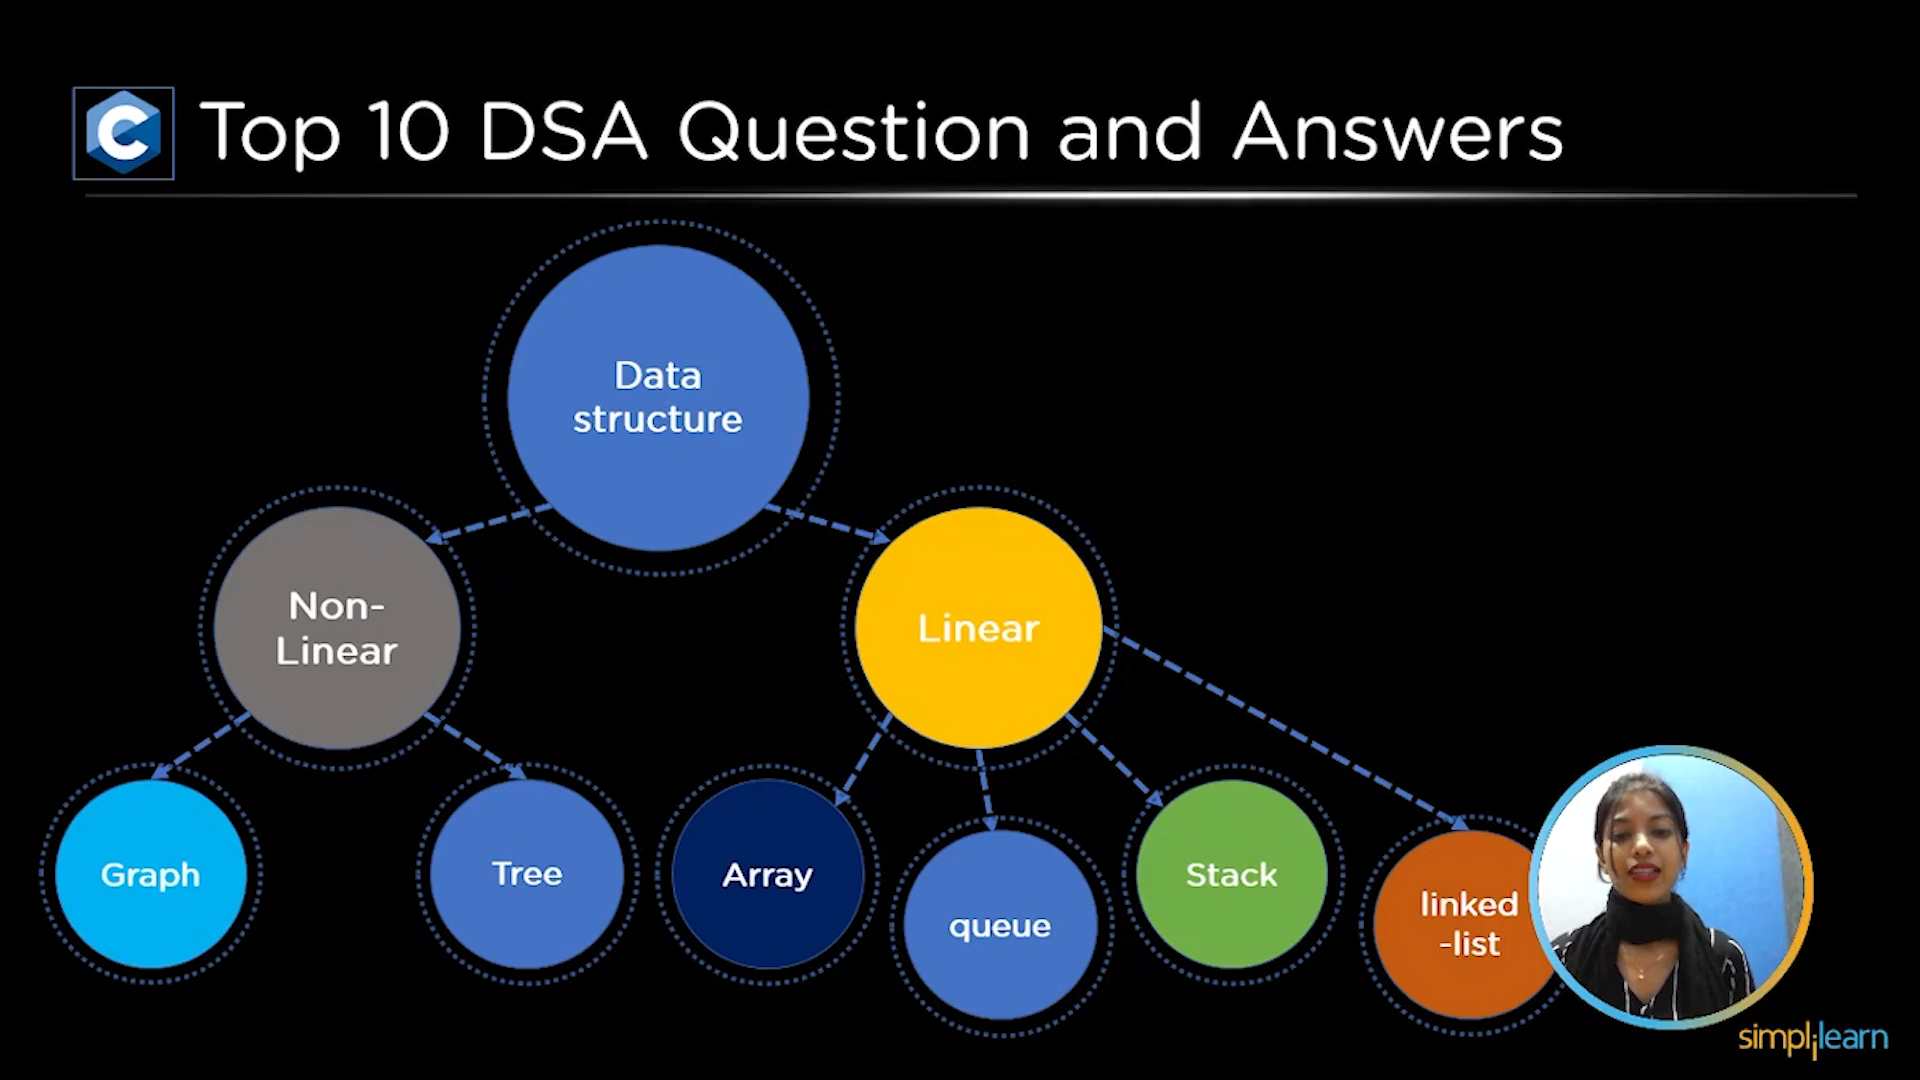 C Top 10 DSA Question and Answers
Data
structure
Non-
Linear
Linear
Graph
Tree
Array
queue
Stack
linked
-list
simplilearn